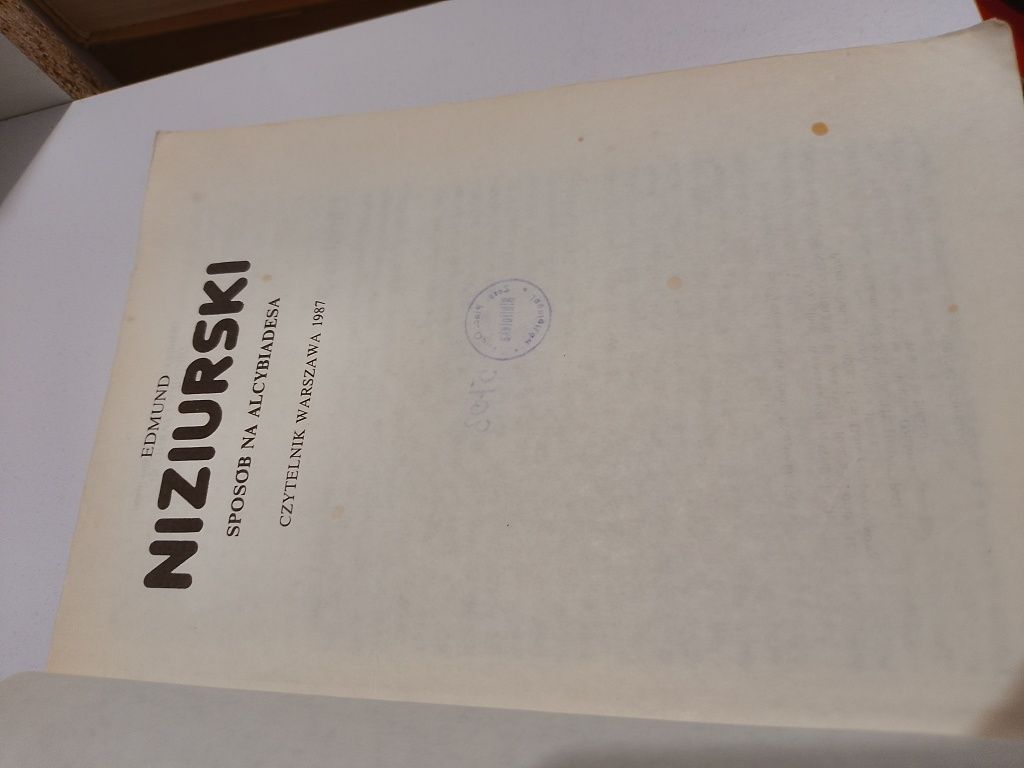 EDMUND
NIZIURSKI
SPOSÓB NA ALCYBIADESA
CZYTELNIK WARSZAWA 1987